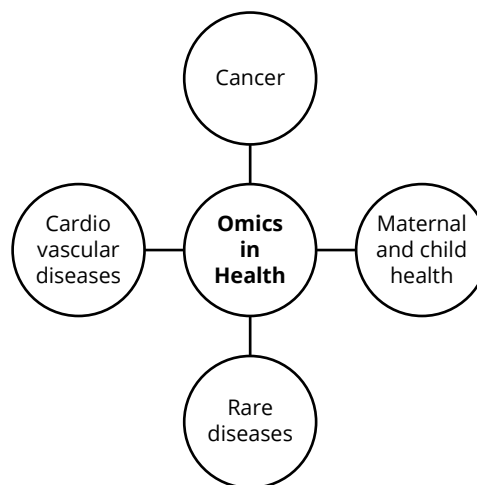 Cancer
Cardio
vascular
diseases
Omics
in
Health
Maternal
and child
health
Rare
diseases